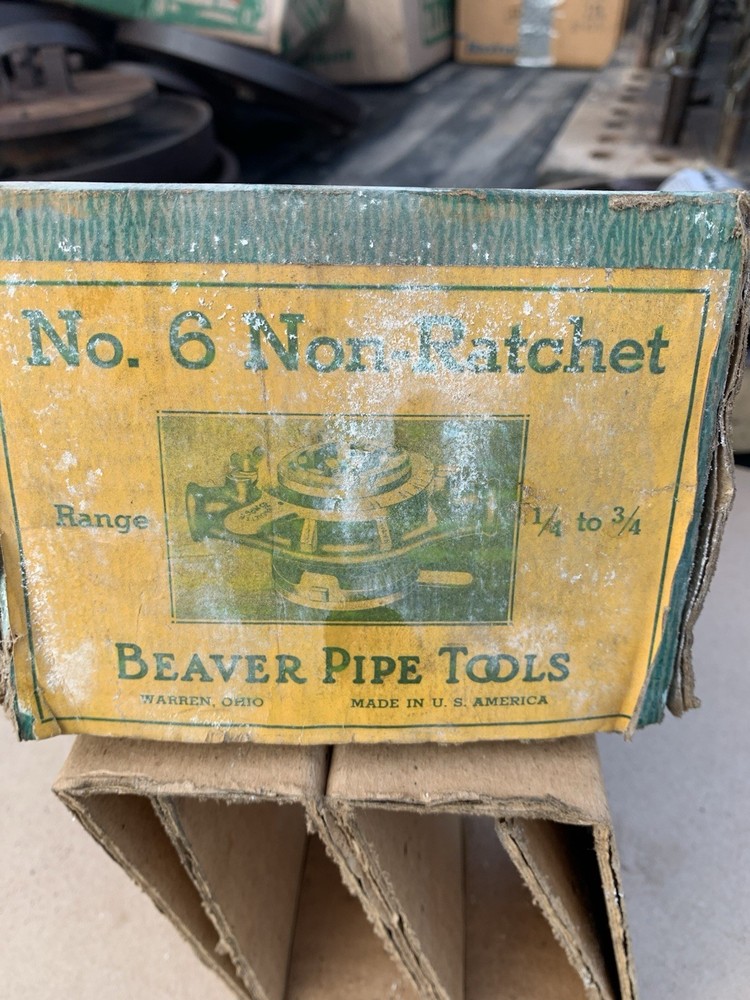 No. 6 Non-Ratchet
Range 1/4 to 3/4
BEAVER PIPE TOOLS
WARREN, OHIO MADE IN U. S. AMERICA